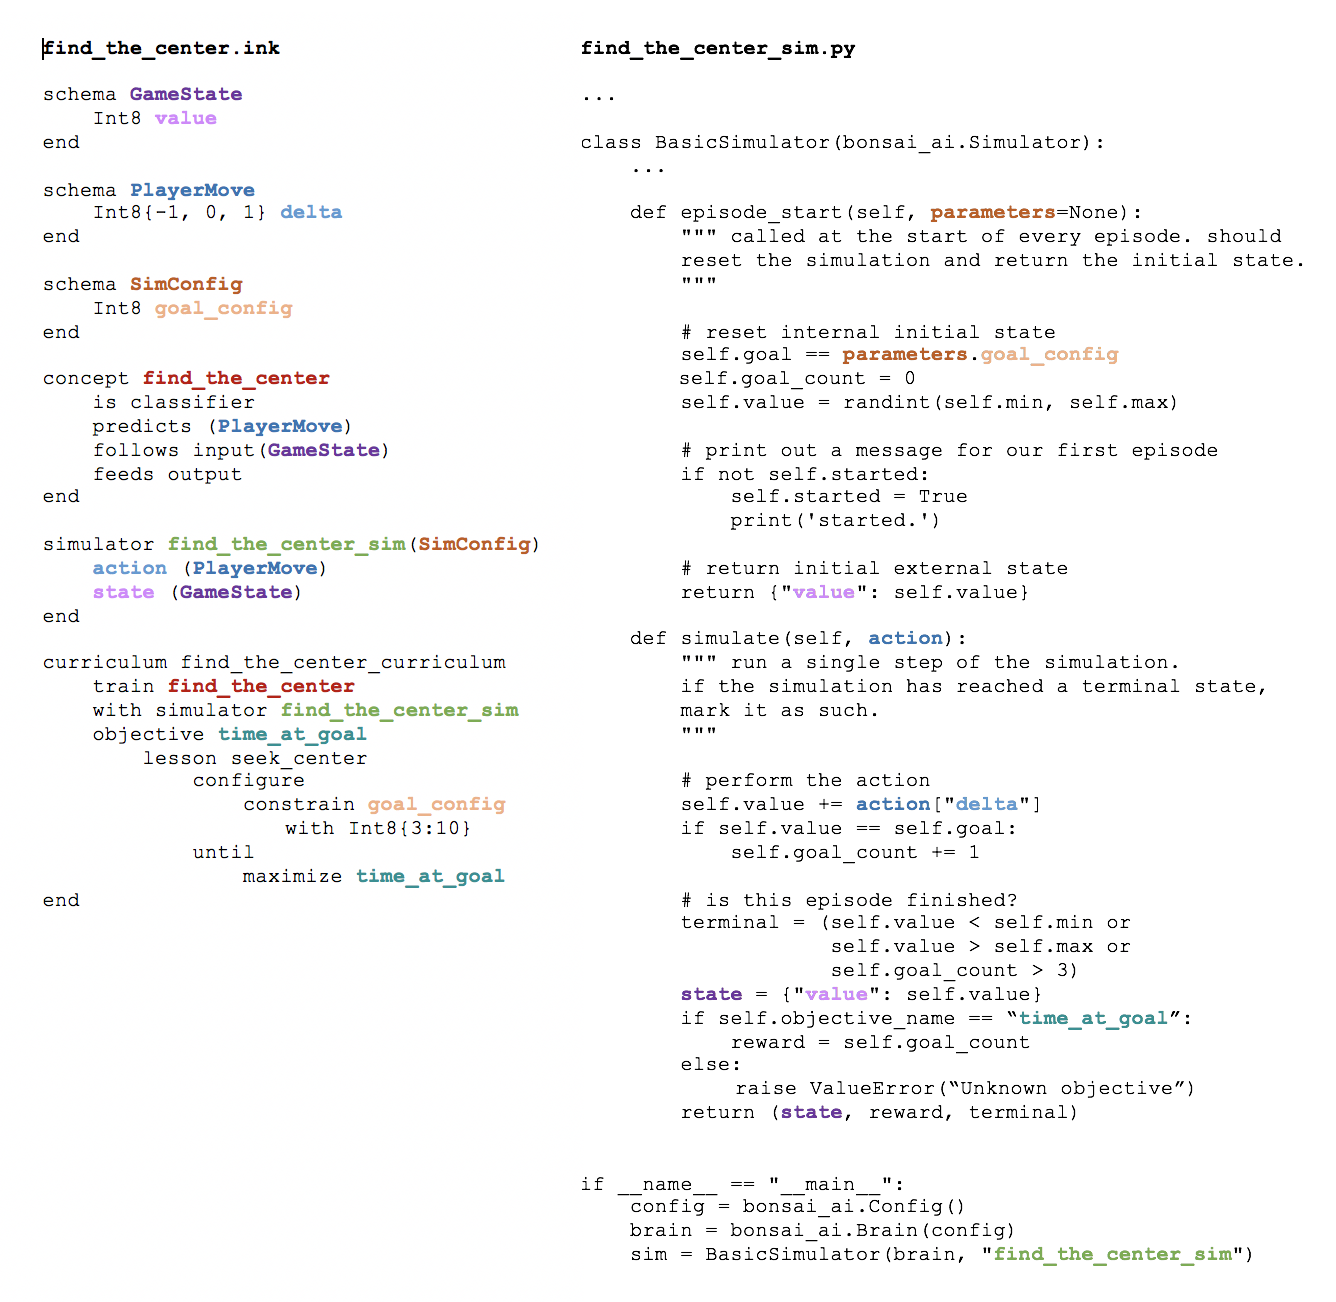 find_the_center.ink
schema GameState
    Int8 value
end
schema PlayerMove
    Int8{-1, 0, 1} delta
end
schema SimConfig
    Int8 goal_config
end
concept find_the_center
    is classifier
    predicts (PlayerMove)
    follows input(GameState)
    feeds output
end
simulator find_the_center_sim(SimConfig)
    action (PlayerMove)
    state (GameState)
end
curriculum find_the_center_curriculum
    train find_the_center
    with simulator find_the_center_sim
    objective time_at_goal
        lesson seek_center
            configure
                constrain goal_config
                    with Int8{3:10}
            until
                maximize time_at_goal
end
find_the_center_sim.py
...
class BasicSimulator(bonsai_ai.Simulator):
    ...
    def episode_start(self, parameters=None):
        """ called at the start of every episode. should
        reset the simulation and return the initial state.
        """
        # reset internal initial state
        self.goal == parameters.goal_config
        self.goal_count = 0
        self.value = randint(self.min, self.max)
        # print out a message for our first episode
        if not self.started:
            self.started = True
            print('started.')
        # return initial external state
        return {"value": self.value}
    def simulate(self, action):
        """ run a single step of the simulation.
        if the simulation has reached a terminal state,
        mark it as such.
        """
        # perform the action
        self.value += action["delta"]
        if self.value == self.goal:
            self.goal_count += 1
        # is this episode finished?
        terminal = (self.value < self.min or
                    self.value > self.max or
                    self.goal_count > 3)
        state = {"value": self.value}
        if self.objective_name == “time_at_goal”:
            reward = self.goal_count
        else:
            raise ValueError(“Unknown objective”)
        return (state, reward, terminal)
if __name__ == "__main__":
    config = bonsai_ai.Config()
    brain = bonsai_ai.Brain(config)
    sim = BasicSimulator(brain, "find_the_center_sim")